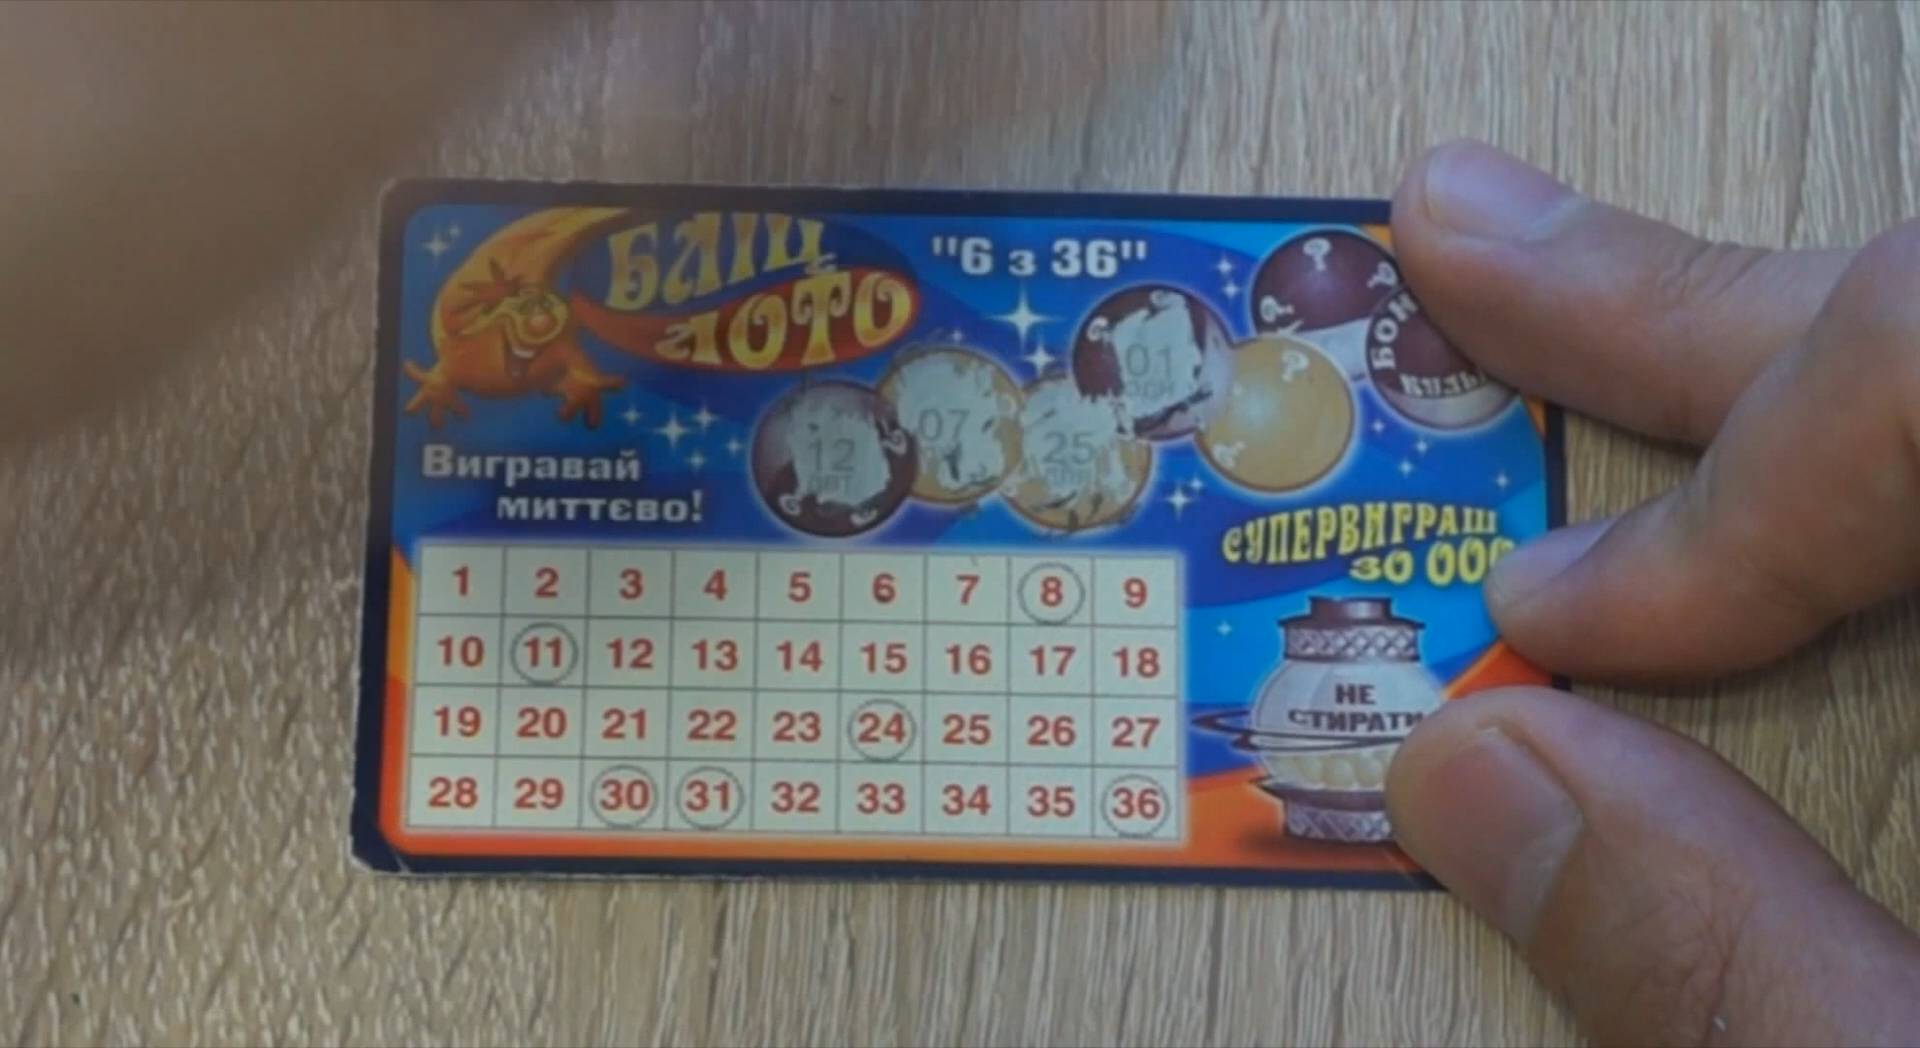 БАЦ
ЛОТО
"6 з 36"
Вигравай
миттєво!
12
07
25
01
ОДН
СУПЕРВИГРАШ
30 000
1 2 3 4 5 6 7 8 9
10 11 12 13 14 15 16 17 18
19 20 21 22 23 24 25 26 27
28 29 30 31 32 33 34 35 36
НЕ
СТИРАТИ